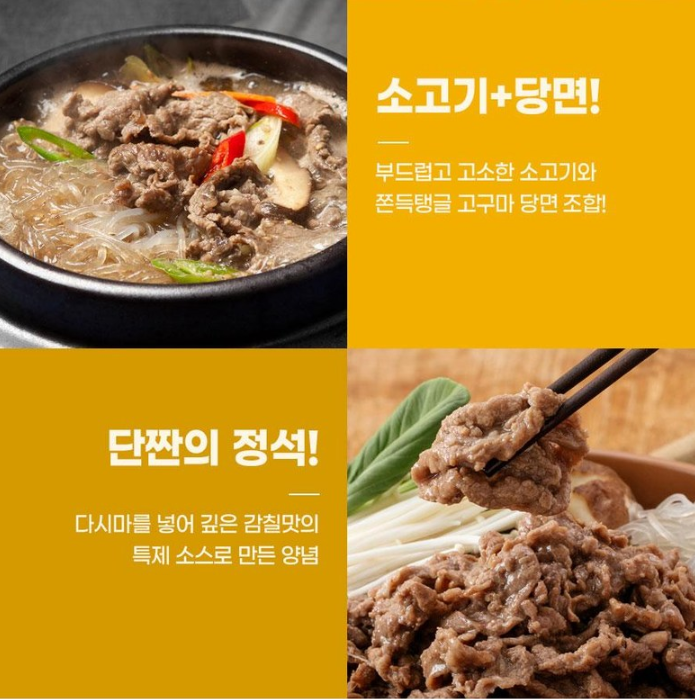 소고기+당면!
부드럽고 고소한 소고기와
쫀득탱글 고구마 당면 조합!
단짠의 정석!
다시마를 넣어 깊은 감칠맛의
특제 소스로 만든 양념